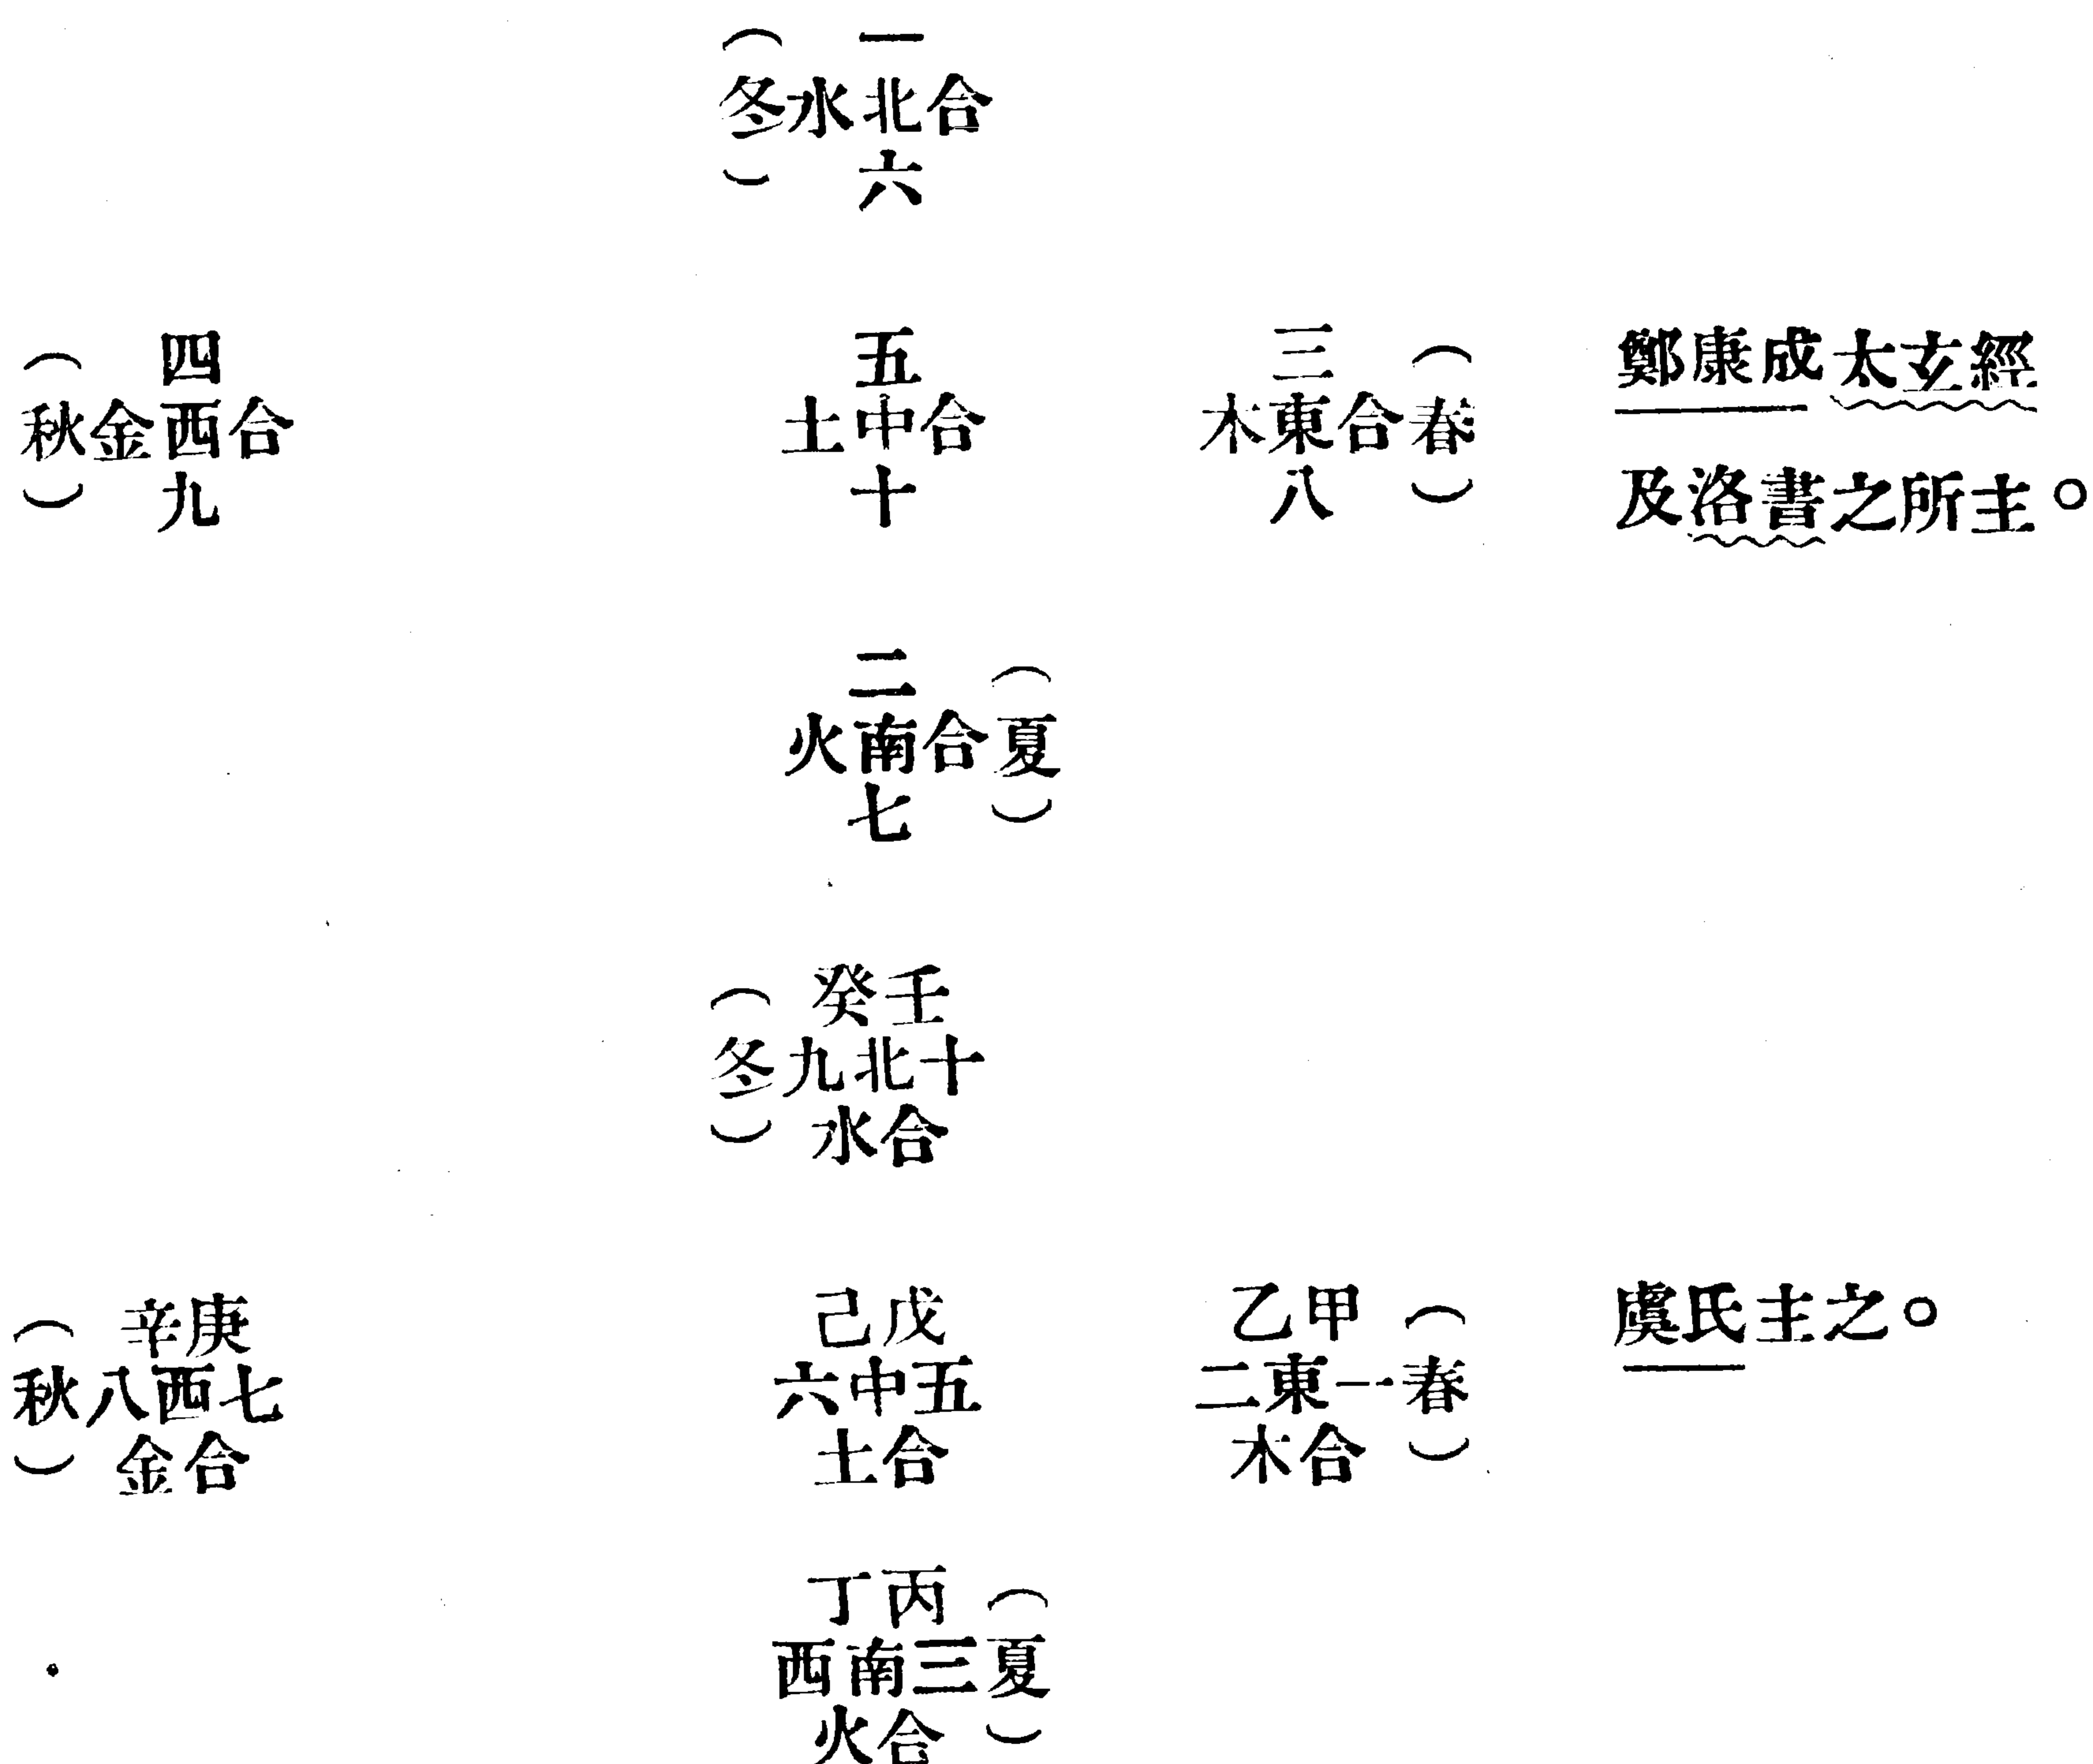 一
（冬）水北合
六
四
（秋）金西合
九
五
土中合
十
三
木東合（春）
八
鄭康成太玄經
及洛書之所主。
二
火南合（夏）
七
癸壬
（冬）九北十
水合
辛庚
（秋）八西七
金合
己戊
六中五
土合
乙甲
二東一（春）
木合
虞氏主之。
丁丙
西南三（夏）
火合